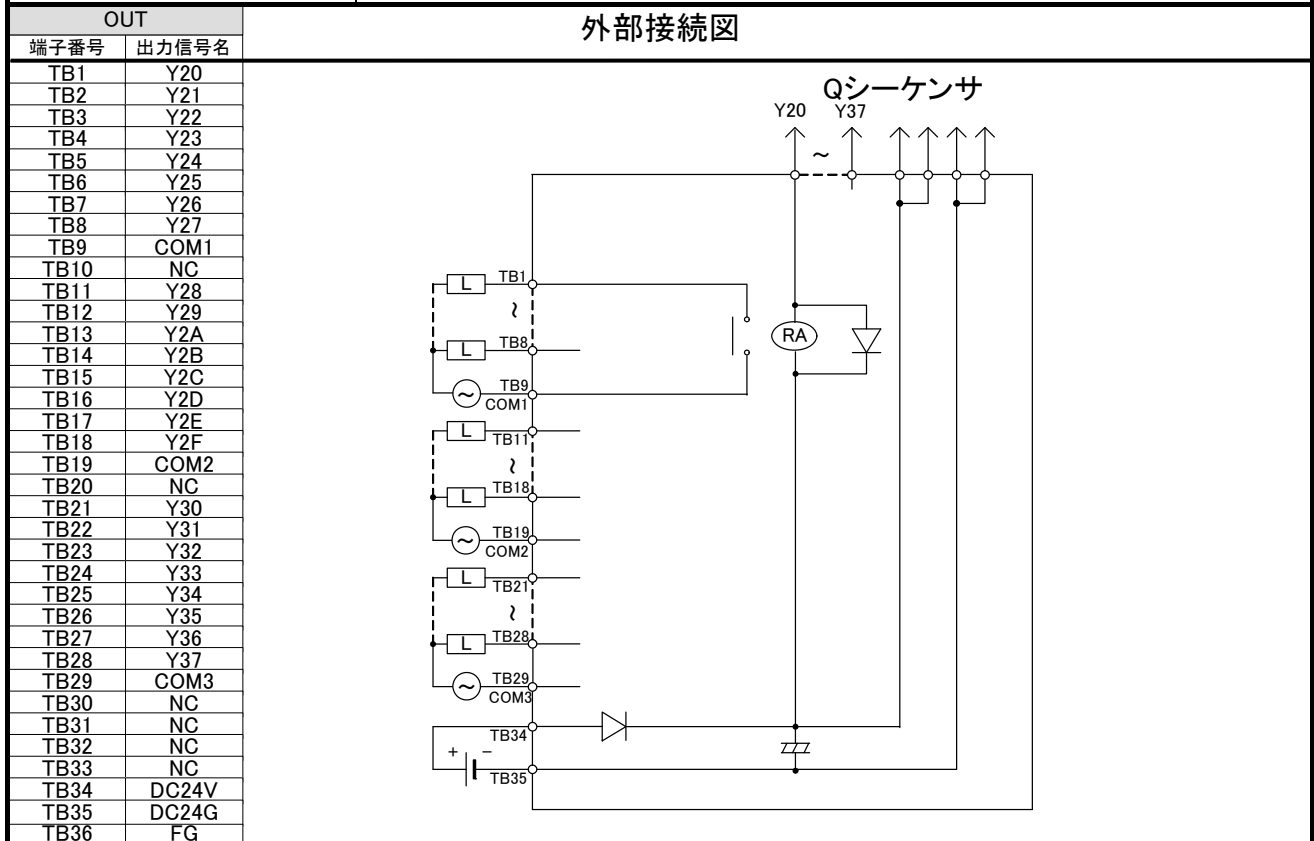 OUT
外部接続図
端子番号 出力信号名
TB1 Y20
TB2 Y21
TB3 Y22
TB4 Y23
TB5 Y24
TB6 Y25
TB7 Y26
TB8 Y27
TB9 COM1
TB10 NC
TB11 Y28
TB12 Y29
TB13 Y2A
TB14 Y2B
TB15 Y2C
TB16 Y2D
TB17 Y2E
TB18 Y2F
TB19 COM2
TB20 NC
TB21 Y30
TB22 Y31
TB23 Y32
TB24 Y33
TB25 Y34
TB26 Y35
TB27 Y36
TB28 Y37
TB29 COM3
TB30 NC
TB31 NC
TB32 NC
TB33 NC
TB34 DC24V
TB35 DC24G
TB36 FG
Qシーケンサ
Y20 Y37
~
L TB1
~
L TB8
~ TB9
COM1
RA
L TB11
~
L TB18
~ TB19
COM2
L TB21
~
L TB28
~ TB29
COM3
TB34
+ −
TB35